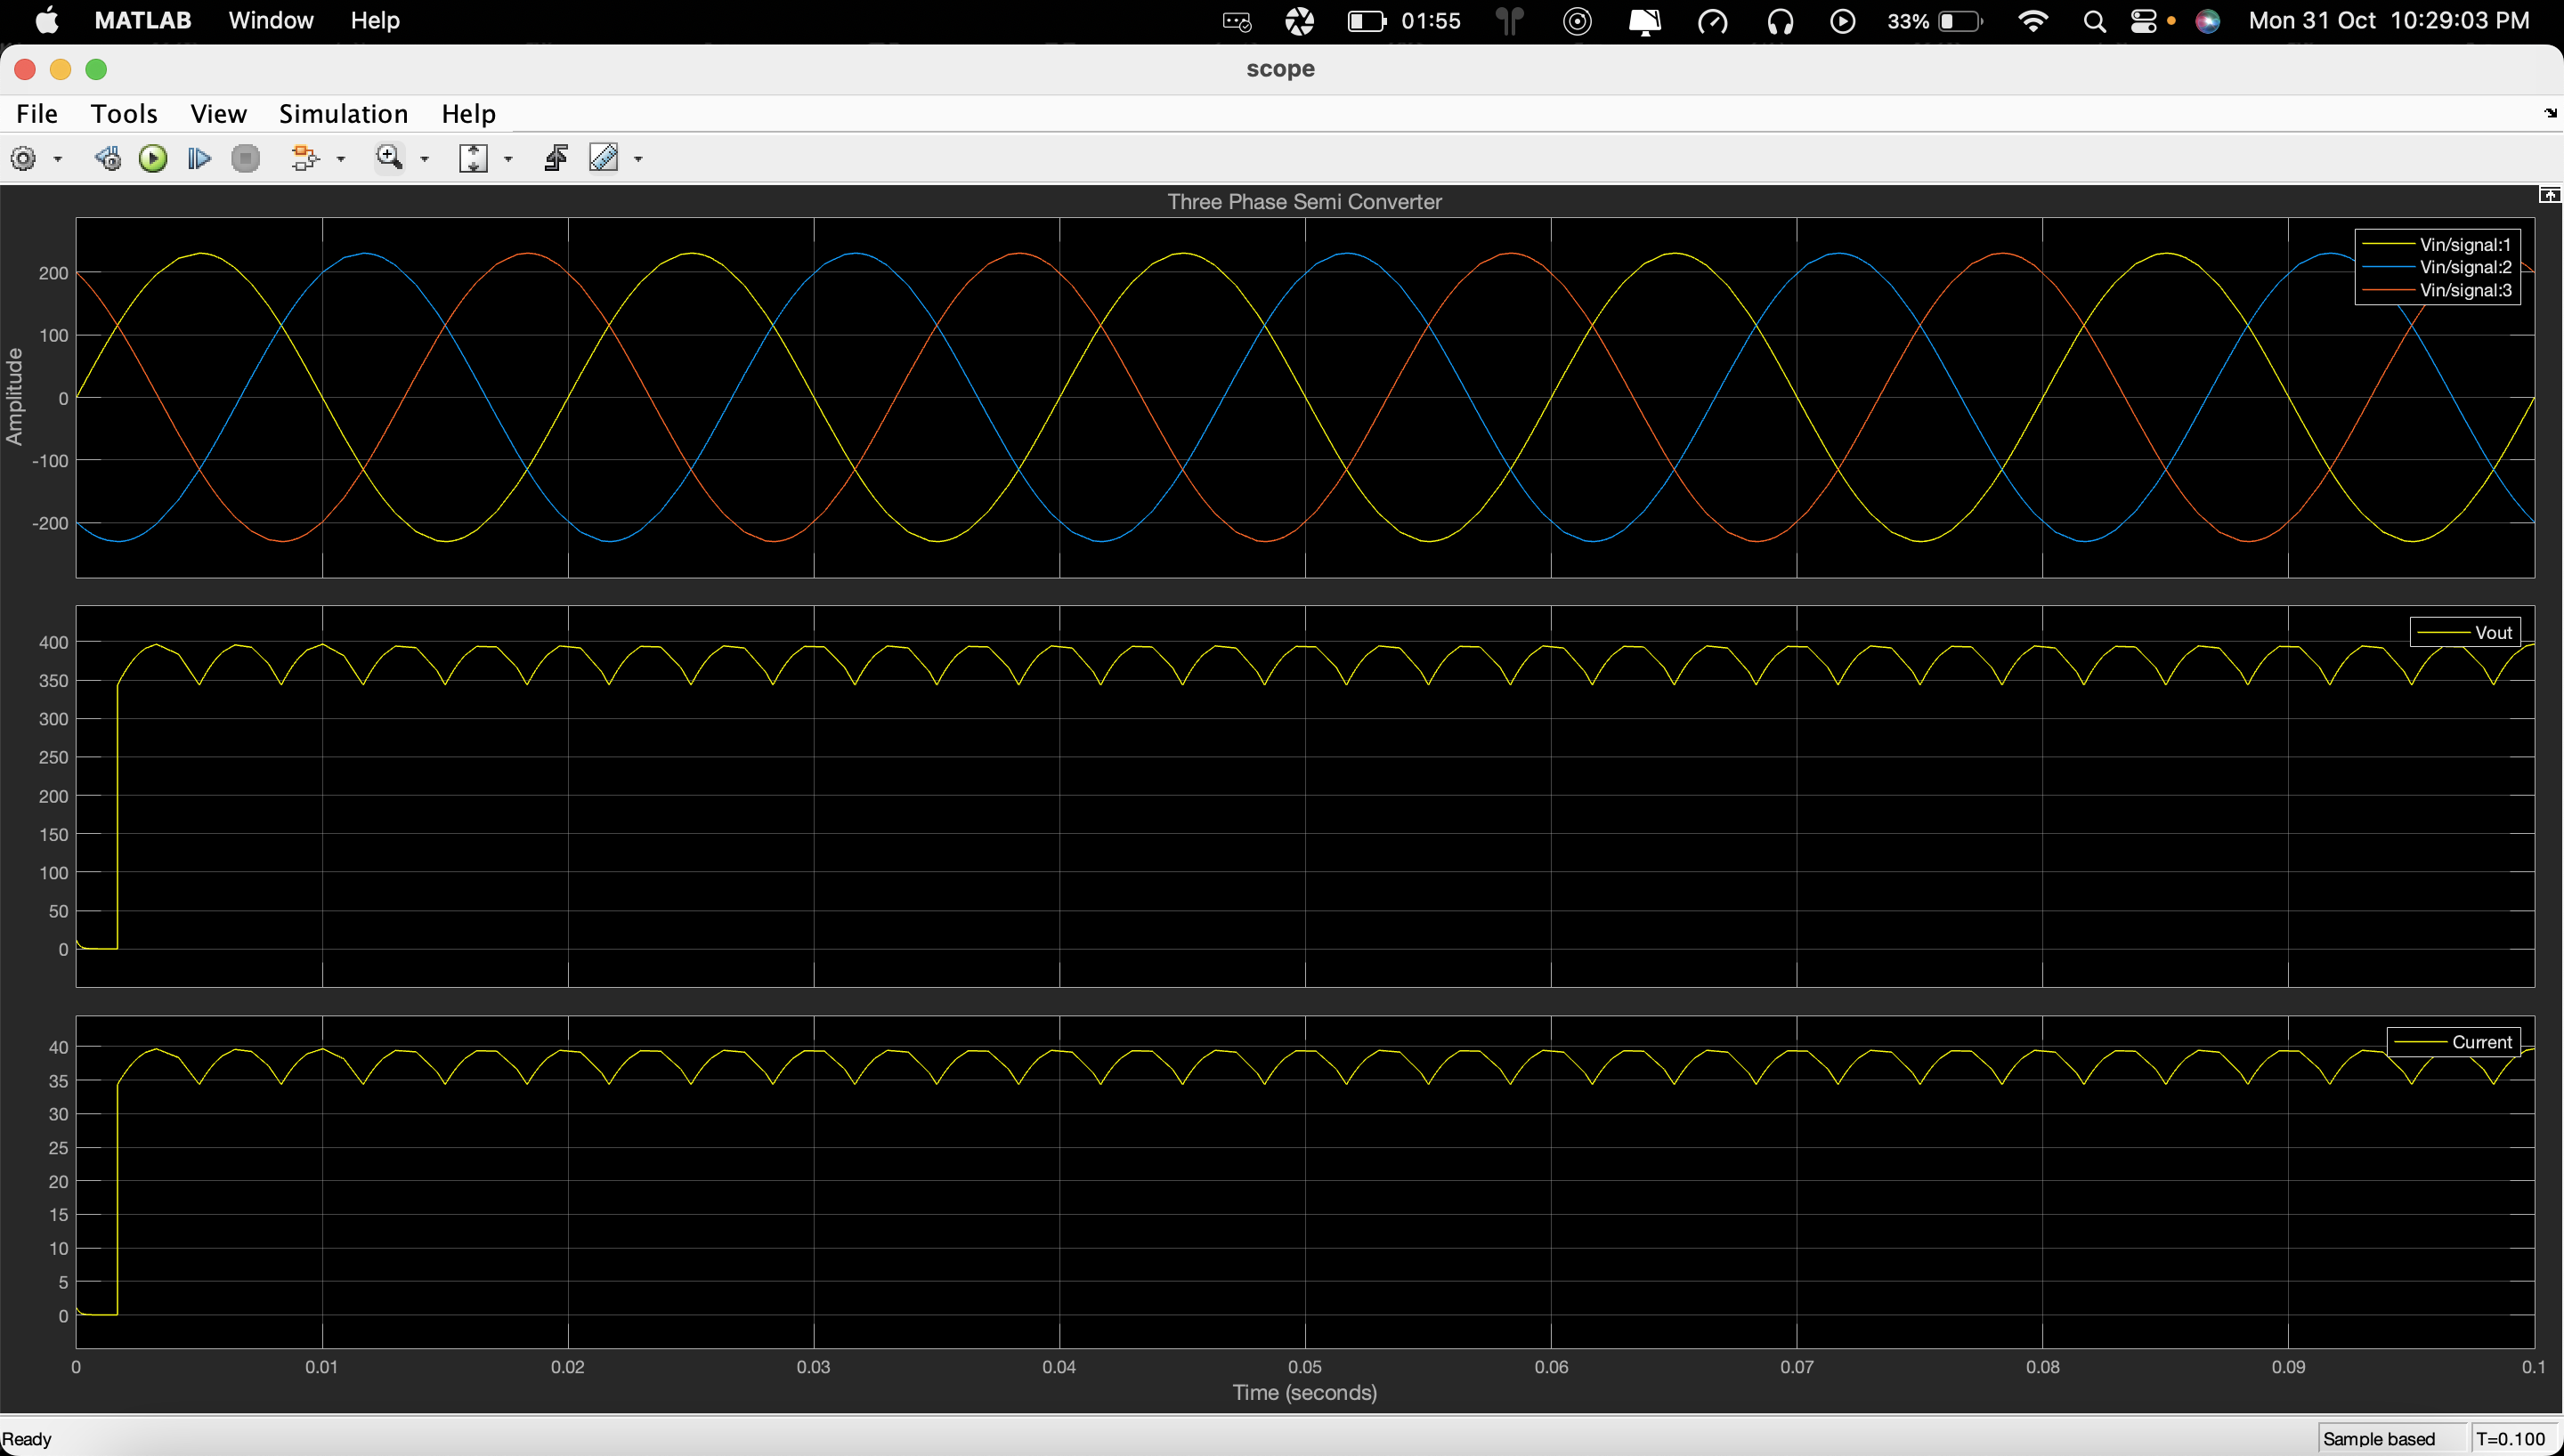 MATLAB Window Help 01:55 33% Mon 31 Oct 10:29:03 PM
scope
File Tools View Simulation Help
Three Phase Semi Converter
Amplitude
200
100
0
-100
-200
Vin/signal:1
Vin/signal:2
Vin/signal:3
400
350
300
250
200
150
100
50
0
Vout
40
35
30
25
20
15
10
5
0
Current
0 0.01 0.02 0.03 0.04 0.05 0.06 0.07 0.08 0.09 0.1
Time (seconds)
Ready Sample based T=0.100